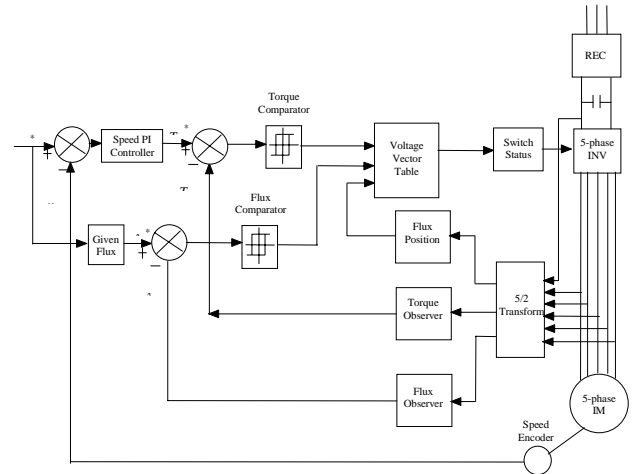 REC
Torque
Comparator
Speed PI
Controller
Voltage
Vector
Table
Switch
Status
5-phase
INV
Flux
Comparator
Given
Flux
Flux
Position
5/2
Transform
Torque
Observer
Flux
Observer
5-phase
IM
Speed
Encoder